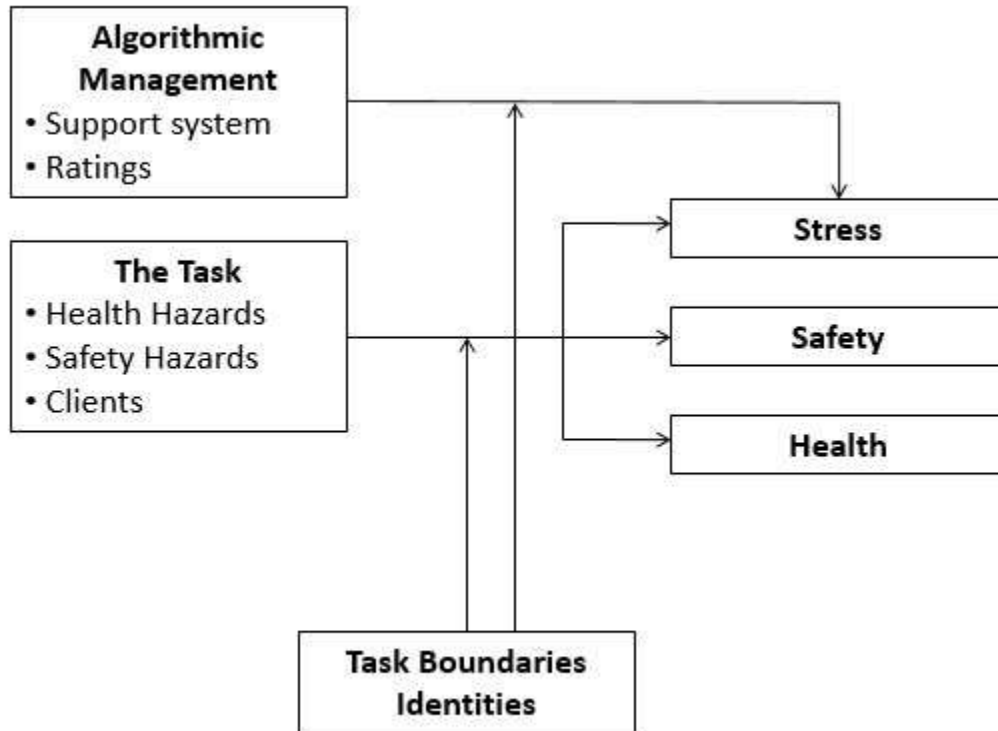 Algorithmic
Management
• Support system
• Ratings
The Task
• Health Hazards
• Safety Hazards
• Clients
Stress
Safety
Health
Task Boundaries
Identities